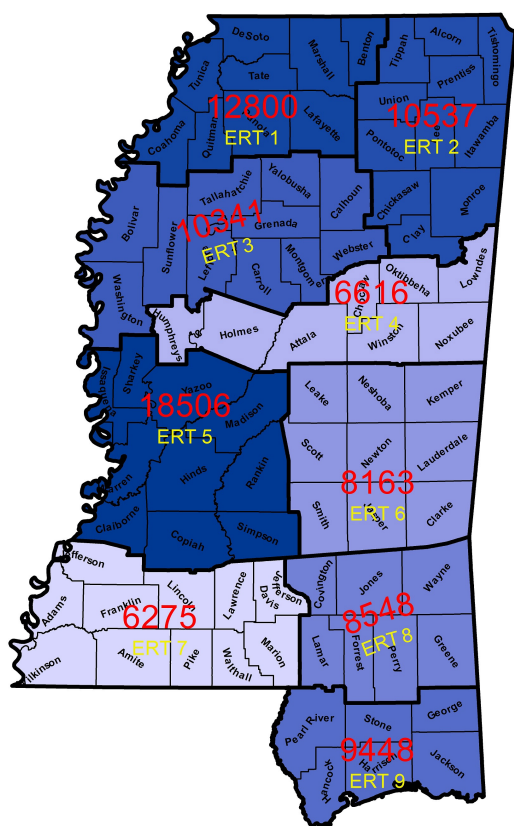 DeSoto
Marshall
Benton
Tippah
Alcorn
Tishomingo
Tunica
Tate
Prentiss
Union
12800
10537
Lee
Lafayette
Quitman
ERT 1
Coahoma
Pontotoc
ERT 2
Itawamba
Yalobusha
Tallahatchie
Calhoun
Chickasaw
Monroe
Bolivar
10341
Grenada
Sunflower
ERT 3
Clay
Webster
Montgomery
Carroll
Oktibbeha
Lowndes
Washington
6616
Choctaw
ERT 4
Humphreys
Holmes
Attala
Winston
Noxubee
Sharkey
Yazoo
Leake
Neshoba
Kemper
18506
Madison
ERT 5
Scott
Newton
Lauderdale
Hinds
Rankin
8163
Claiborne
Smith
Jasper
ERT 6
Clarke
Copiah
Simpson
Jefferson
Covington
Jones
Wayne
Adams
Franklin
Lincoln
Lawrence
Jefferson
Davis
6275
8548
ERT 7
ERT 8
Wilkinson
Amite
Pike
Walthall
Marion
Lamar
Forrest
Perry
Greene
Pearl River
Stone
George
9448
Hancock
Harrison
Jackson
ERT 9